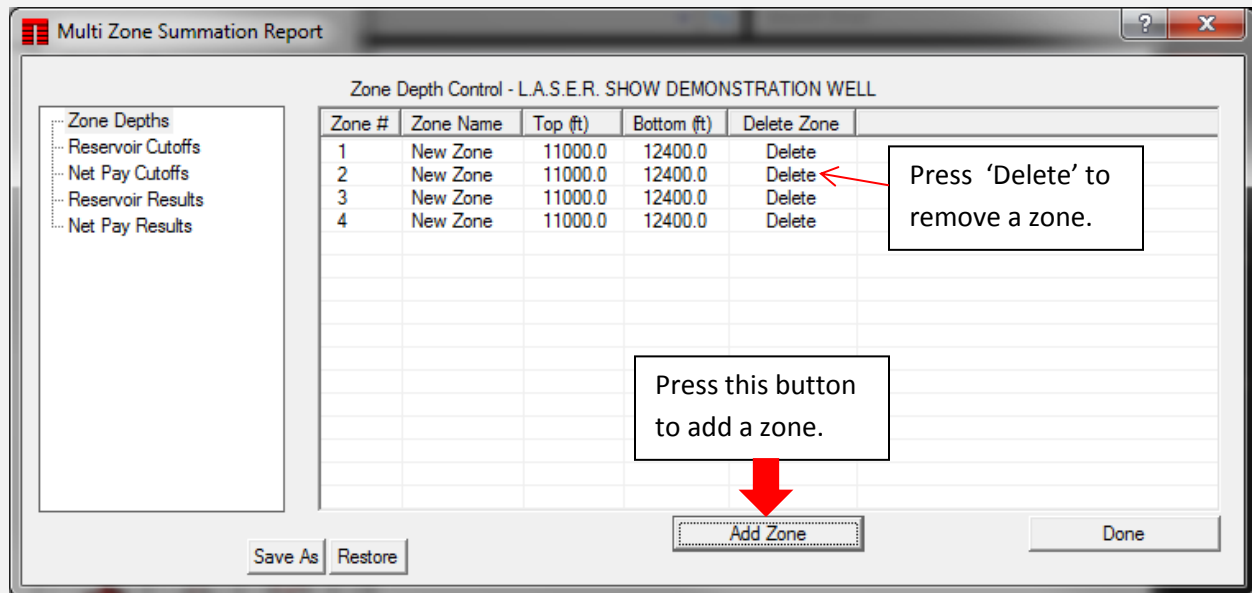 Multi Zone Summation Report
?
X
Zone Depth Control - L.A.S.E.R. SHOW DEMONSTRATION WELL
Zone Depths
Reservoir Cutoffs
Net Pay Cutoffs
Reservoir Results
Net Pay Results
Zone # Zone Name Top (ft) Bottom (ft) Delete Zone
1 New Zone 11000.0 12400.0 Delete
2 New Zone 11000.0 12400.0 Delete
3 New Zone 11000.0 12400.0 Delete
4 New Zone 11000.0 12400.0 Delete
Press ‘Delete’ to
remove a zone.
Press this button
to add a zone.
Add Zone
Done
Save As
Restore